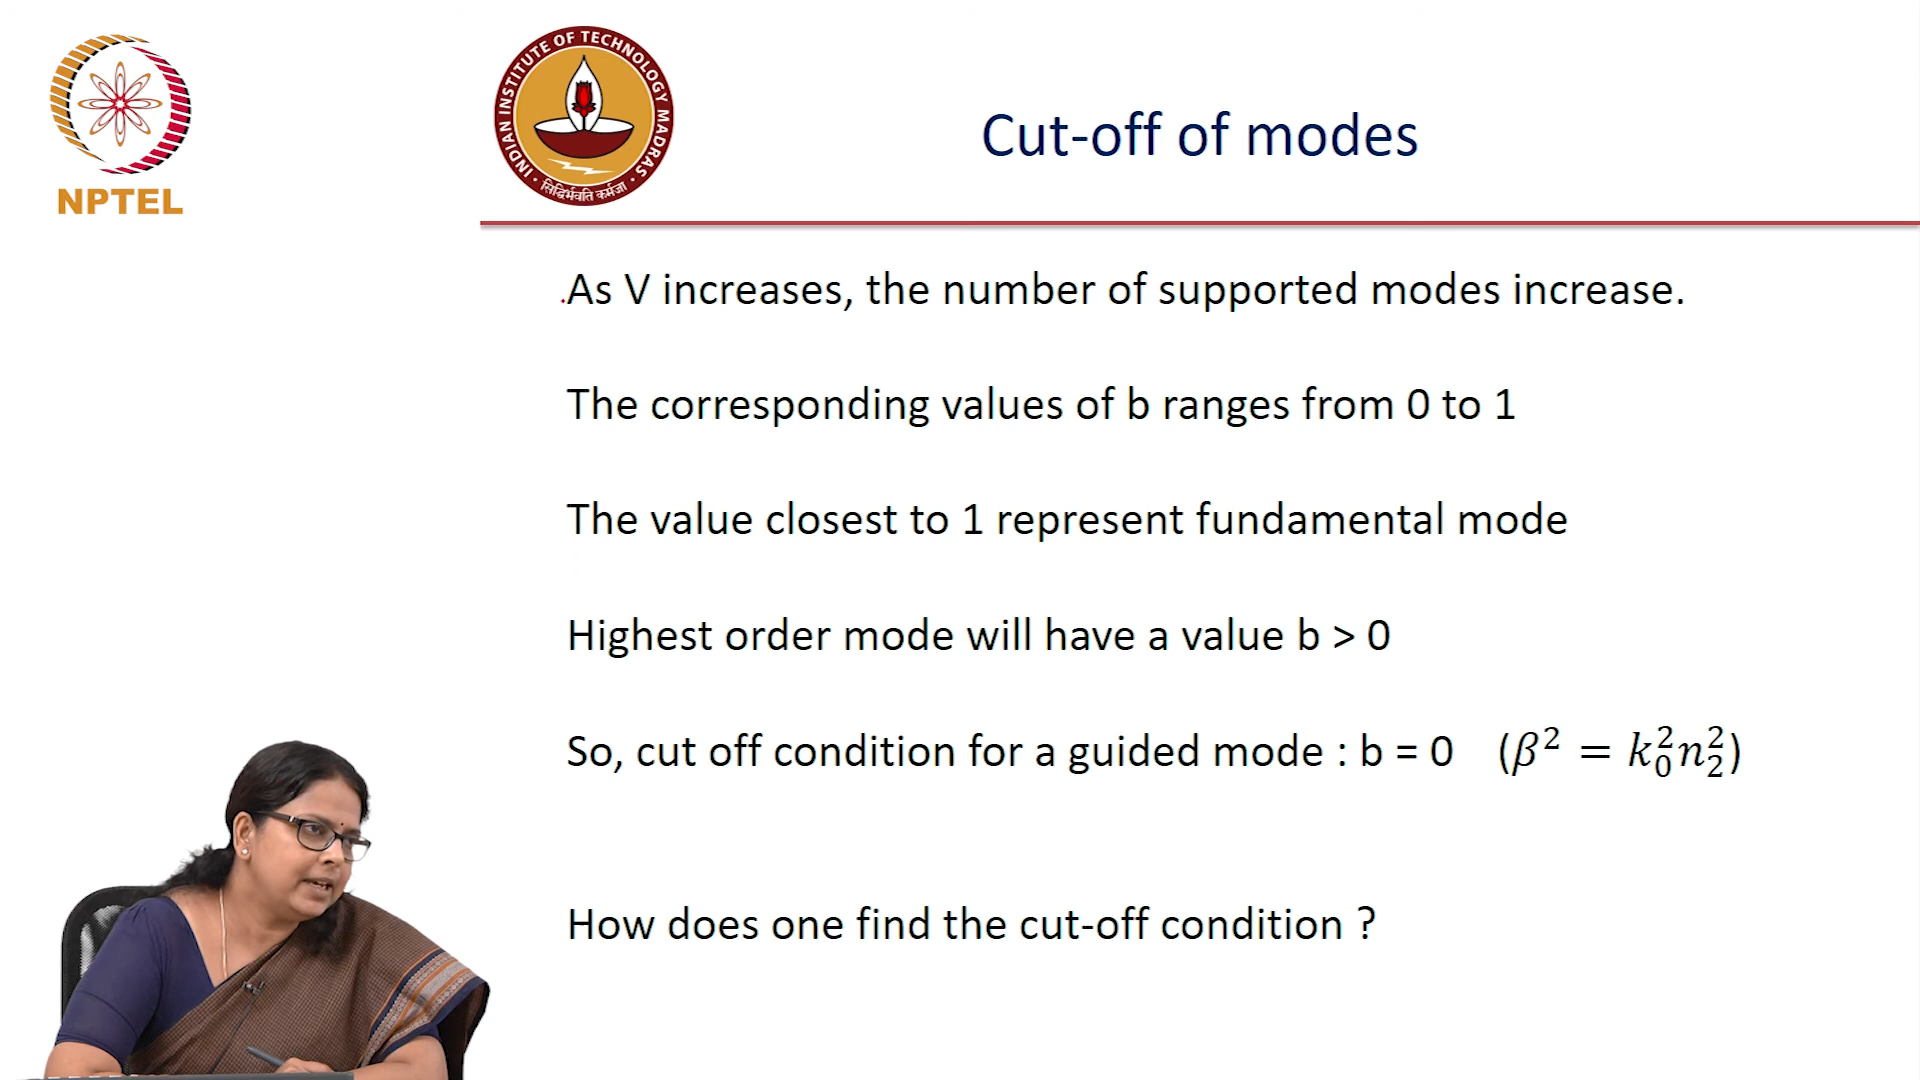 NPTEL
INDIAN INSTITUTE OF TECHNOLOGY MADRAS
सिद्धिर्भवति कर्मजा
Cut-off of modes
As V increases, the number of supported modes increase.
The corresponding values of b ranges from 0 to 1
The value closest to 1 represent fundamental mode
Highest order mode will have a value b > 0
So, cut off condition for a guided mode : b = 0 (β² = k₀²n₂²)
How does one find the cut-off condition ?